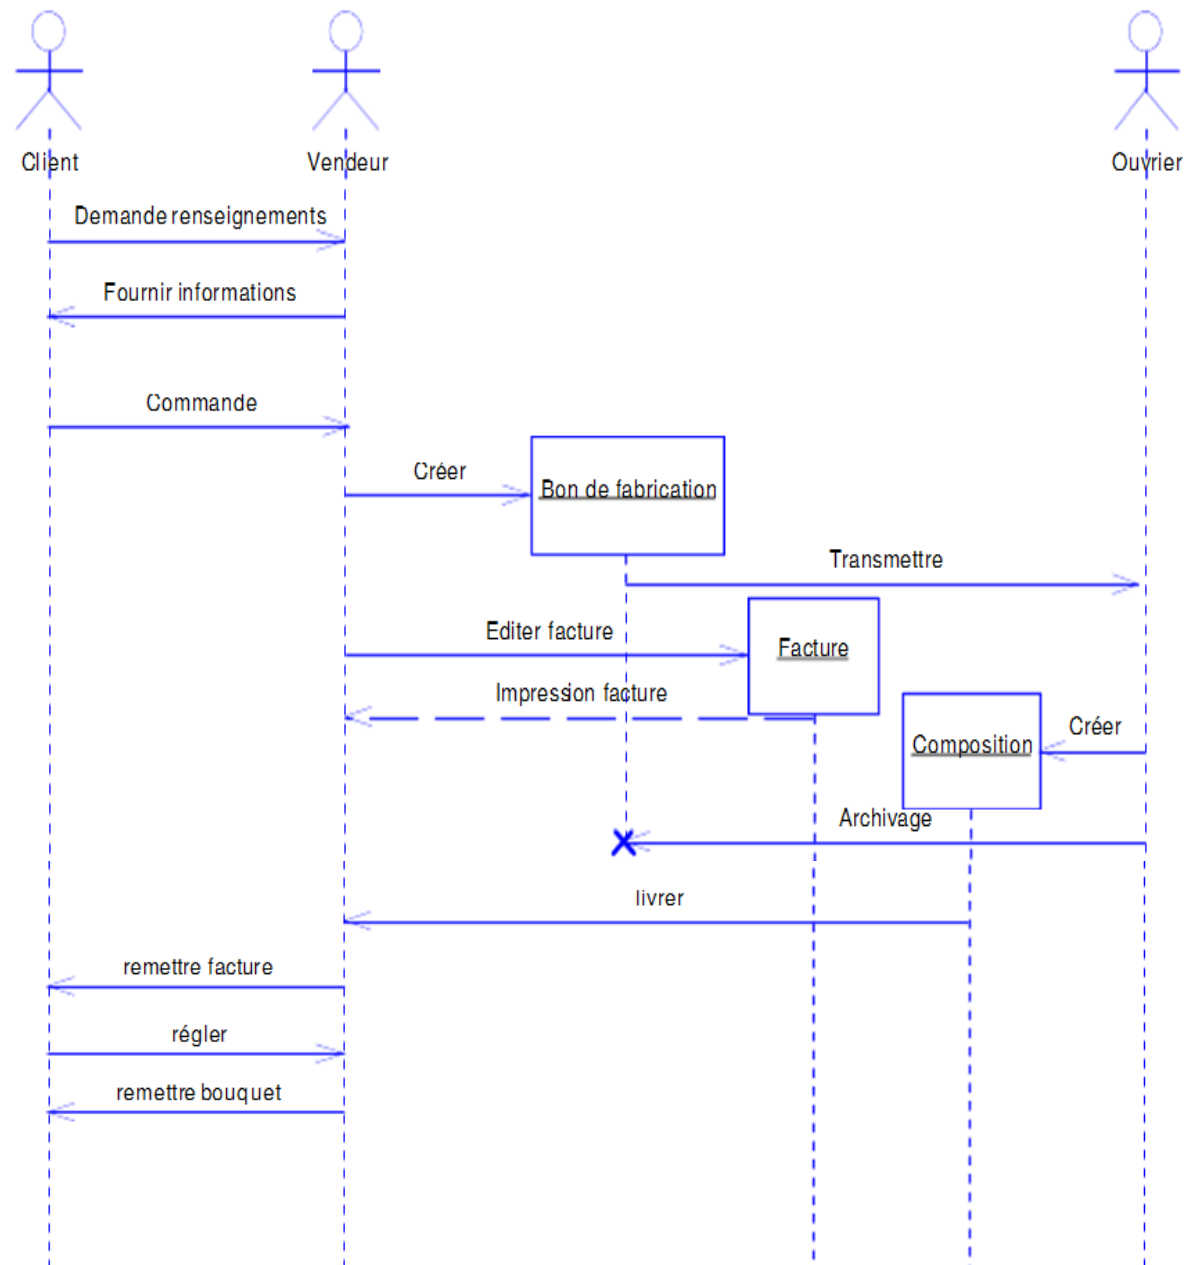 Client
Vendeur
Ouvrier
Demande renseignements
Fournir informations
Commande
Créer
Bon de fabrication
Transmettre
Editer facture
Facture
Impression facture
Créer
Composition
Archivage
livrer
remettre facture
régler
remettre bouquet